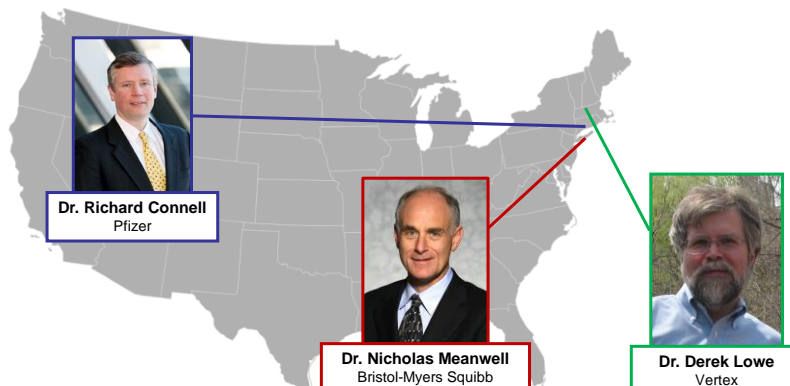 Dr. Richard Connell
Pfizer
Dr. Nicholas Meanwell
Bristol-Myers Squibb
Dr. Derek Lowe
Vertex